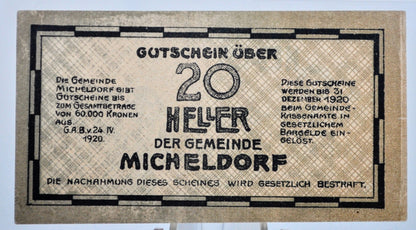 GUTSCHEIN ÜBER
20
HELLER
DER GEMEINDE
MICHELDORF
DIE GEMEINDE
MICHELDORF GIBT
GUTSCHEINE BIS
ZUM GESAMTBETRAGE
VON 60.000 KRONEN
AUS.
G.A.B. v. 24. IV.
1920.
DIESE GUTSCHEINE
WERDEN BIS 31
DEZEMBER 1920
BEIM GEMEINDE-
KASSENAMTE IN
GESETZLICHEM
BARGELDE EIN-
GELÖST.
DIE NACHAHMUNG DIESES SCHEINES WIRD GESETZLICH BESTRAFT.